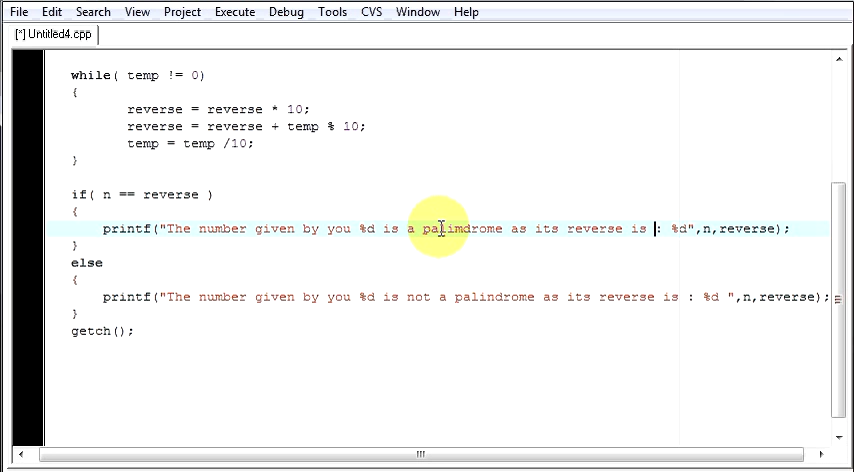 File Edit Search View Project Execute Debug Tools CVS Window Help
[*] Untitled4.cpp
while( temp != 0)
{
reverse = reverse * 10;
reverse = reverse + temp % 10;
temp = temp /10;
}
if( n == reverse )
{
printf("The number given by you %d is a palimdrome as its reverse is : %d",n,reverse);
}
else
{
printf("The number given by you %d is not a palindrome as its reverse is : %d ",n,reverse);
}
getch();